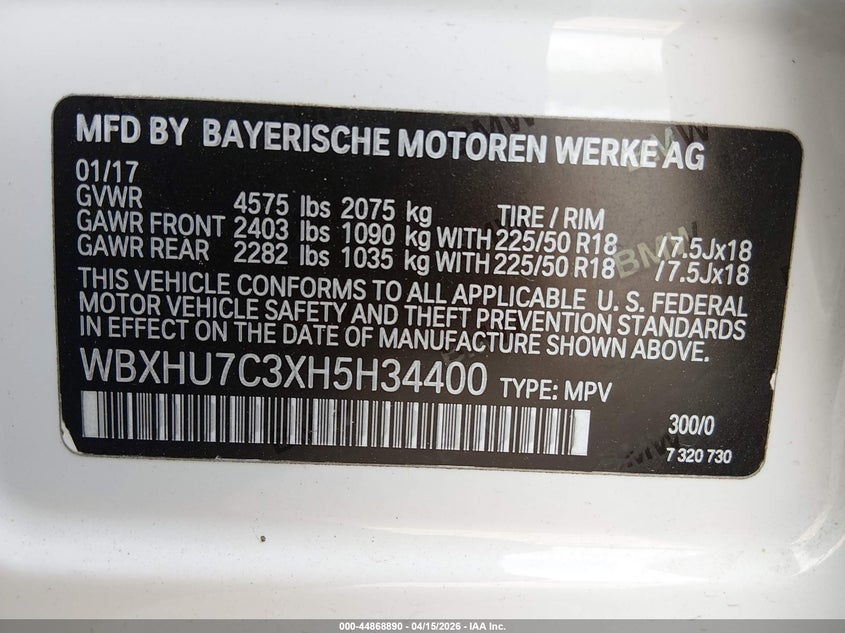 MFD BY BAYERISCHE MOTOREN WERKE AG
01/17
GVWR 4575 lbs 2075 kg TIRE / RIM
GAWR FRONT 2403 lbs 1090 kg WITH 225/50 R18 /7.5Jx18
GAWR REAR 2282 lbs 1035 kg WITH 225/50 R18 /7.5Jx18
THIS VEHICLE CONFORMS TO ALL APPLICABLE U. S. FEDERAL
MOTOR VEHICLE SAFETY AND THEFT PREVENTION STANDARDS
IN EFFECT ON THE DATE OF MANUFACTURE SHOWN ABOVE.
WBXHU7C3XH5H34400 TYPE: MPV
300/0
7 320 730
000-44868890 - 04/15/2026 - IAA Inc.